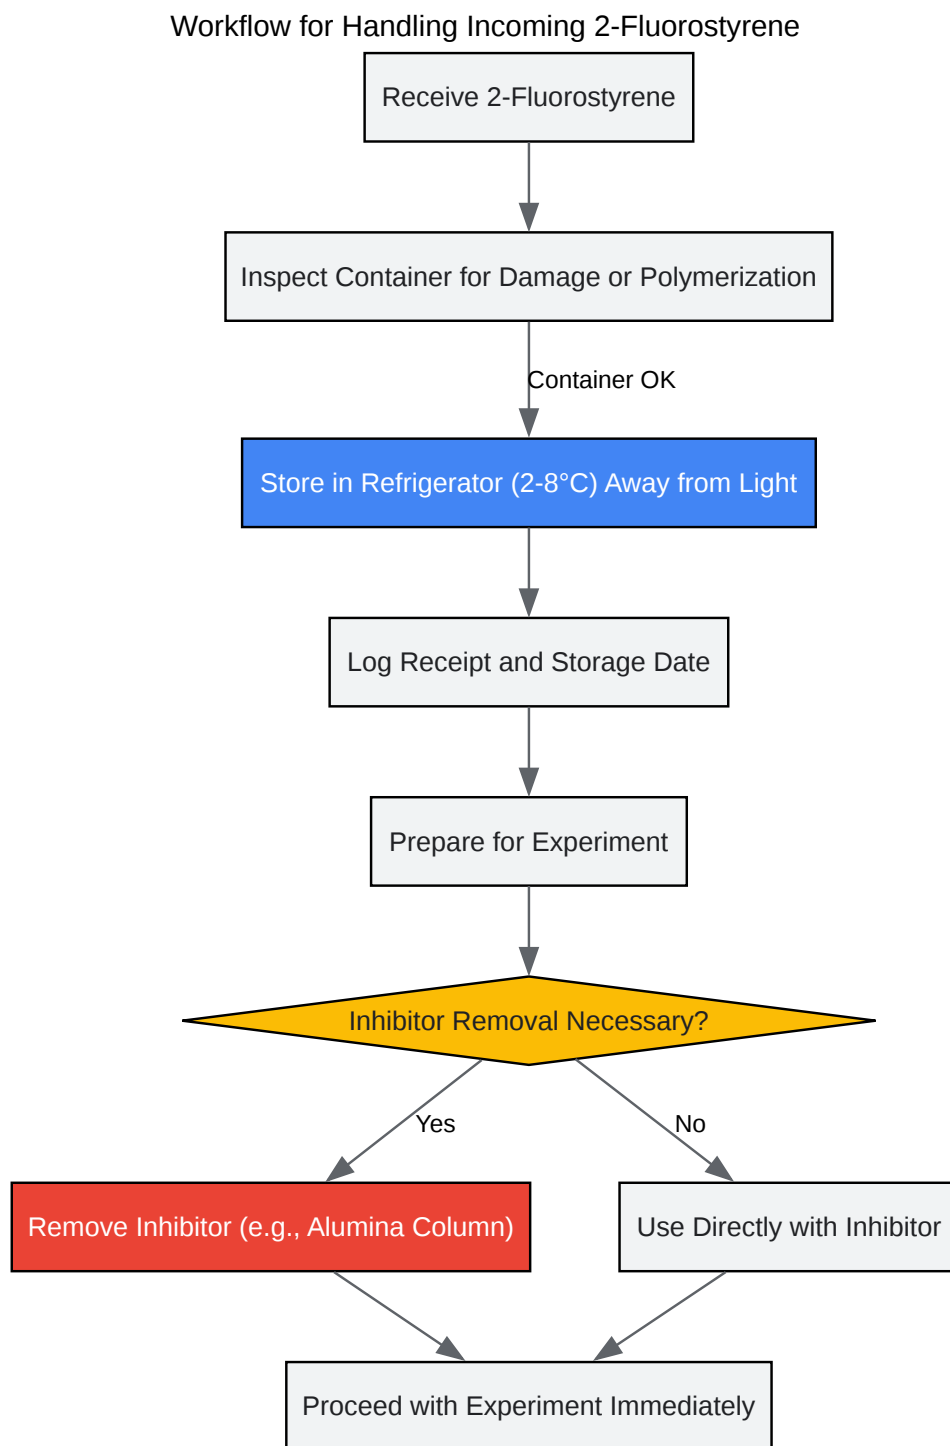 Workflow for Handling Incoming 2-Fluorostyrene
Receive 2-Fluorostyrene
Inspect Container for Damage or Polymerization
Container OK
Store in Refrigerator (2-8°C) Away from Light
Log Receipt and Storage Date
Prepare for Experiment
Inhibitor Removal Necessary?
Yes
No
Remove Inhibitor (e.g., Alumina Column)
Use Directly with Inhibitor
Proceed with Experiment Immediately